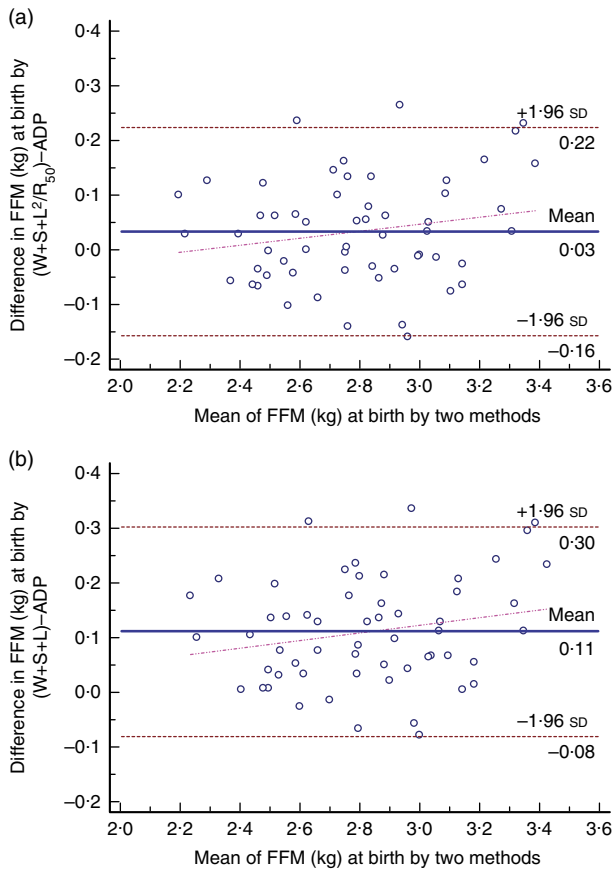 (a)
Difference in FFM (kg) at birth by
(W+S+L²/R₅₀)–ADP
0·4
0·3
0·2
0·1
0·0
–0·1
–0·2
+1·96 SD
0·22
Mean
0·03
–1·96 SD
–0·16
2·0 2·2 2·4 2·6 2·8 3·0 3·2 3·4 3·6
Mean of FFM (kg) at birth by two methods
(b)
Difference in FFM (kg) at birth by
(W+S+L)–ADP
0·4
0·3
0·2
0·1
0·0
–0·1
–0·2
+1·96 SD
0·30
Mean
0·11
–1·96 SD
–0·08
2·0 2·2 2·4 2·6 2·8 3·0 3·2 3·4 3·6
Mean of FFM (kg) at birth by two methods